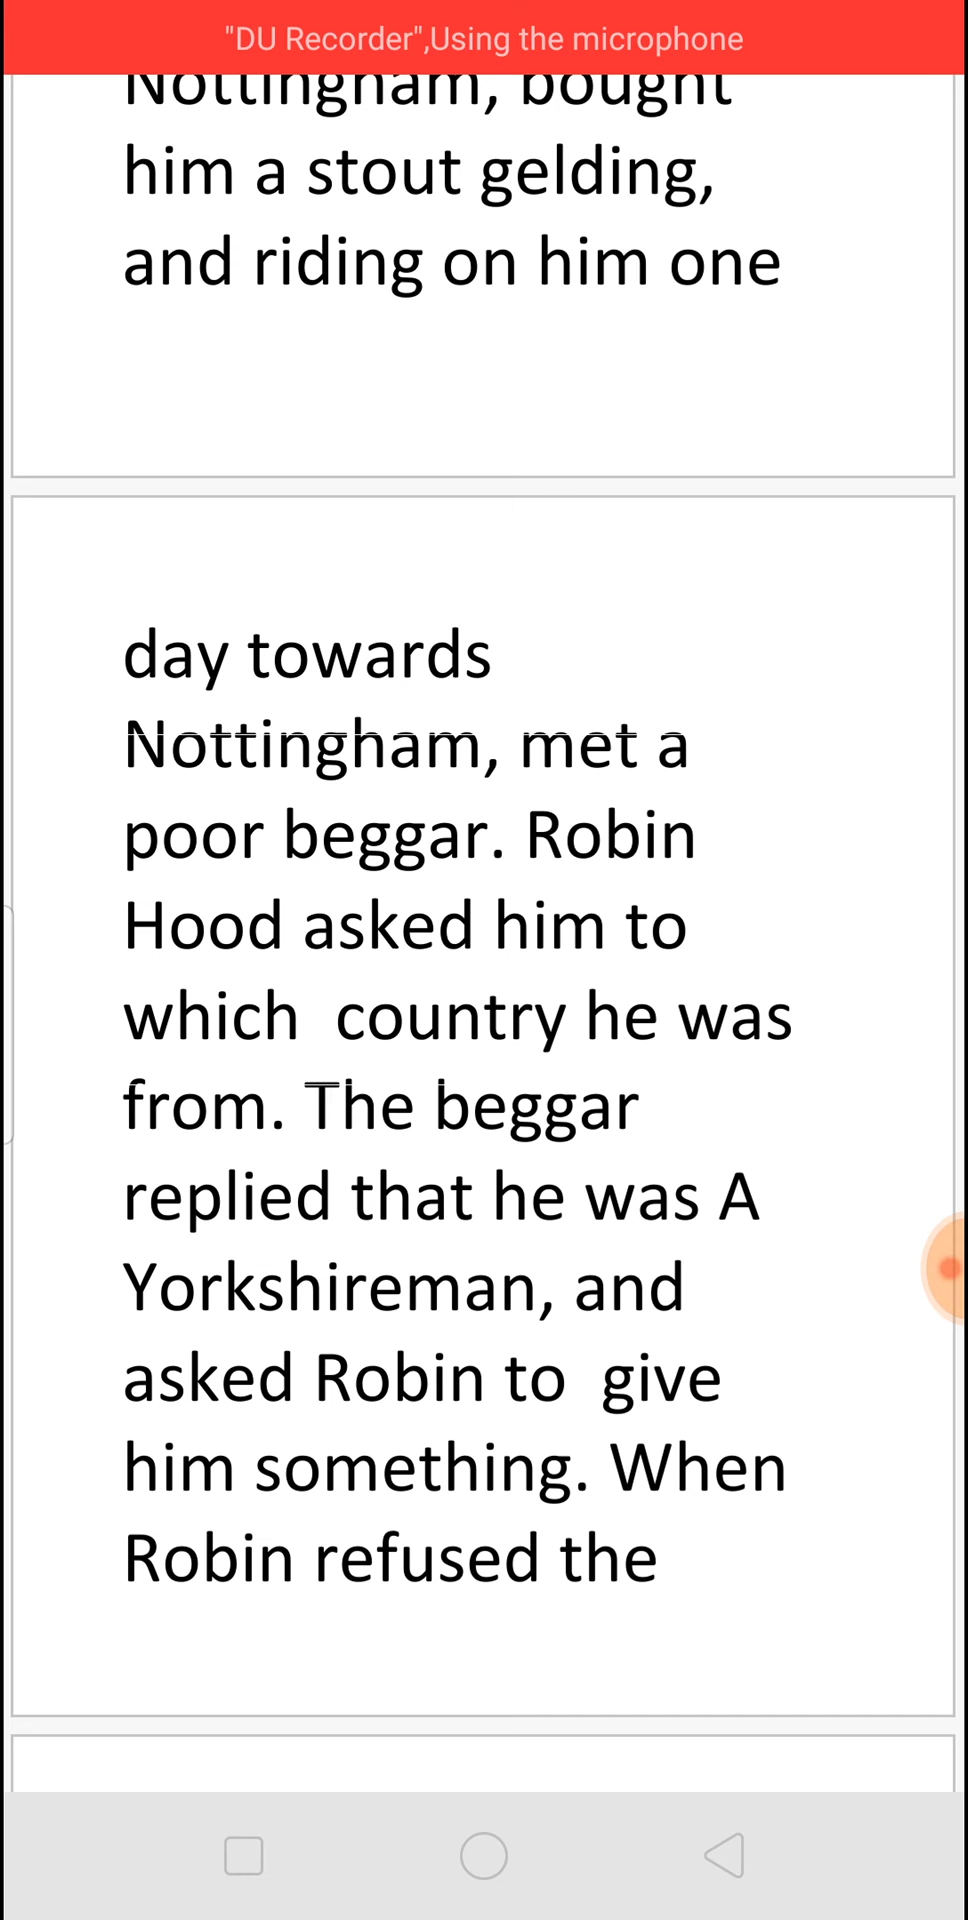 "DU Recorder",Using the microphone
Nottingham, bought
him a stout gelding,
and riding on him one
day towards
Nottingham, met a
poor beggar. Robin
Hood asked him to
which  country he was
from. The beggar
replied that he was A
Yorkshireman, and
asked Robin to  give
him something. When
Robin refused the